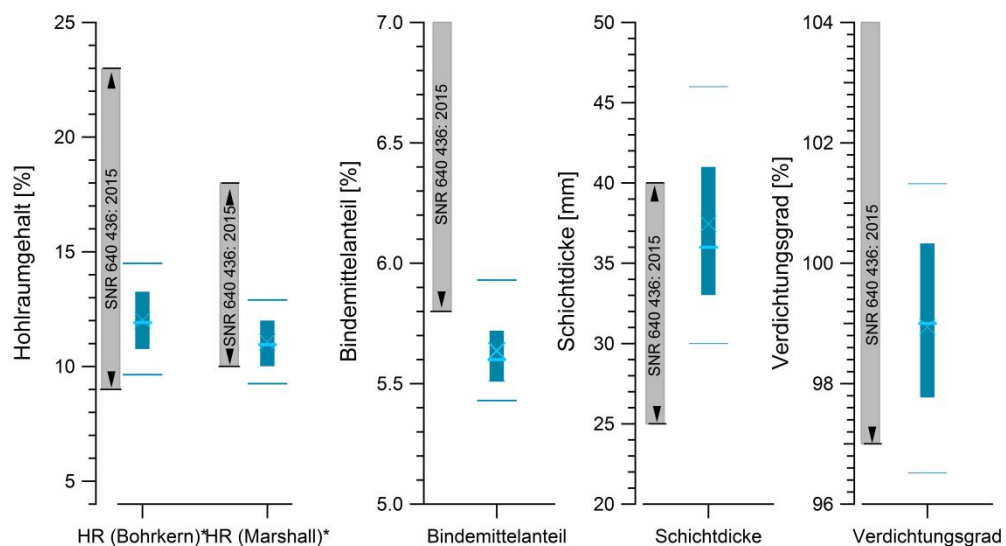 Hohlraumgehalt [%]
25
20
15
10
5
SNR 640 436: 2015
SNR 640 436: 2015
HR (Bohrkern)*
HR (Marshall)*
Bindemittelanteil [%]
7.0
6.5
6.0
5.5
5.0
SNR 640 436: 2015
Bindemittelanteil
Schichtdicke [mm]
50
45
40
35
30
25
20
SNR 640 436: 2015
Schichtdicke
Verdichtungsgrad [%]
104
102
100
98
96
SNR 640 436: 2015
Verdichtungsgrad